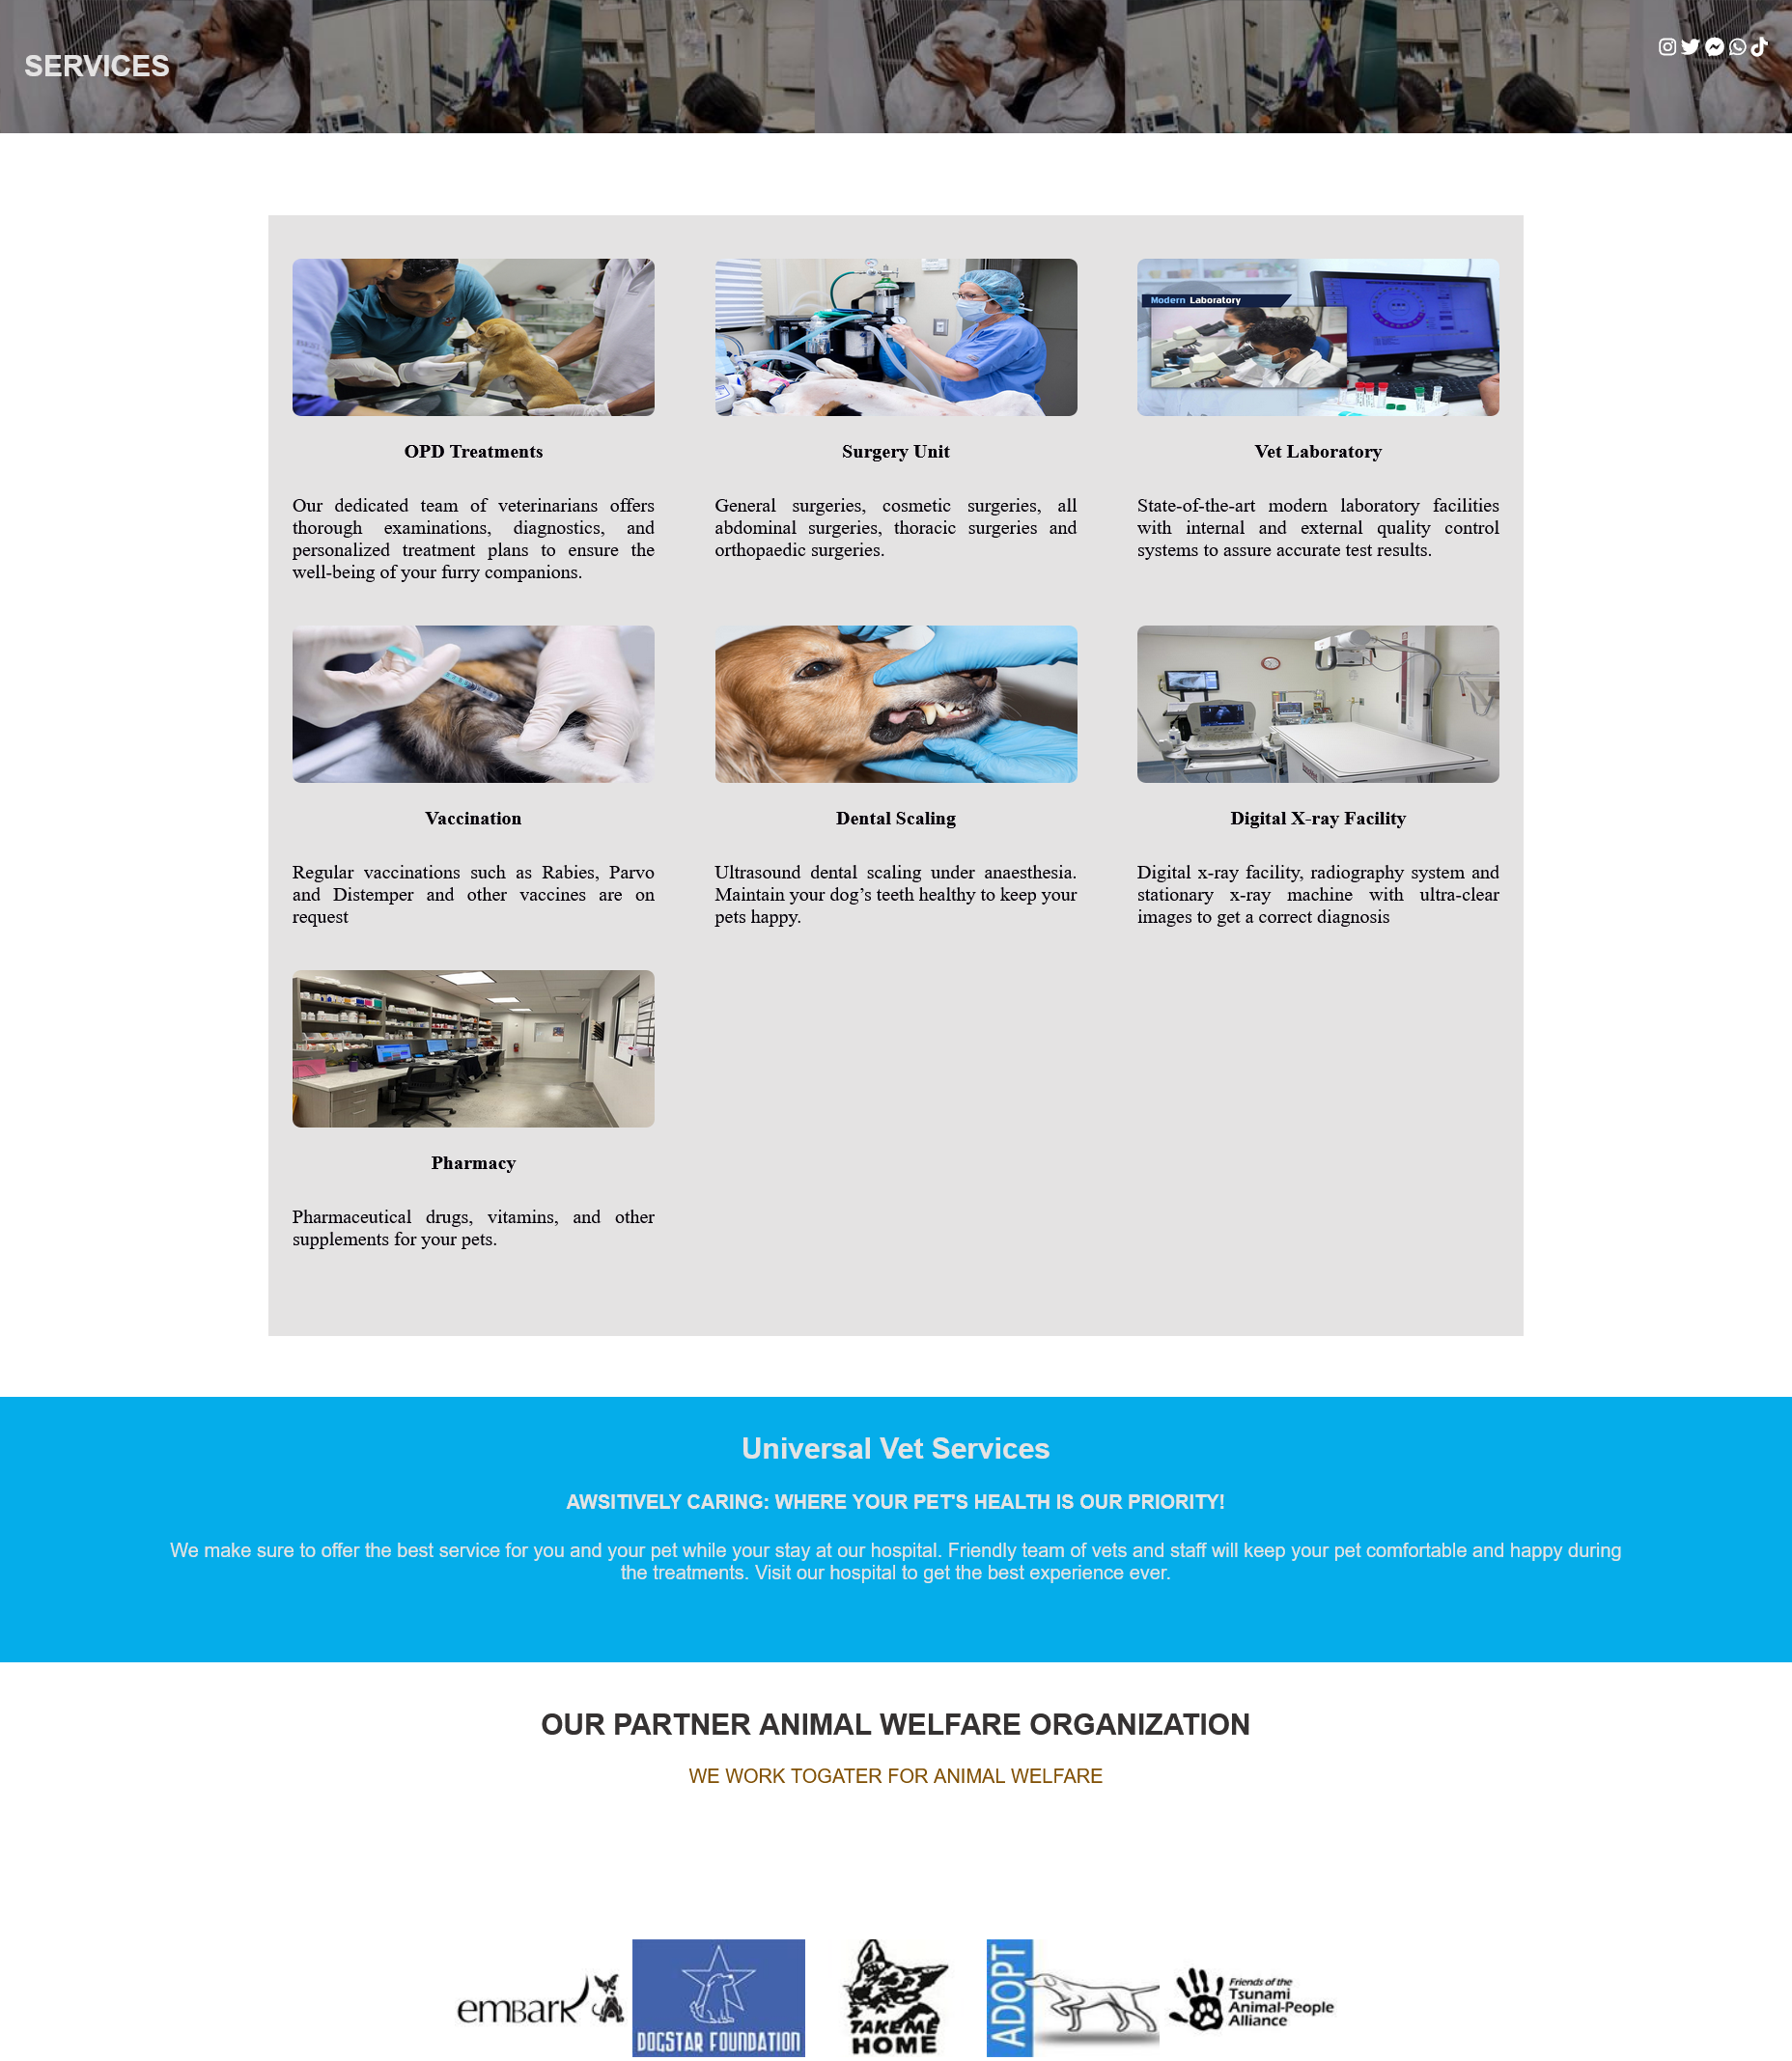 SERVICES
Modern Laboratory
OPD Treatments
Our dedicated team of veterinarians offers
thorough examinations, diagnostics, and
personalized treatment plans to ensure the
well-being of your furry companions.
Surgery Unit
General surgeries, cosmetic surgeries, all
abdominal surgeries, thoracic surgeries and
orthopaedic surgeries.
Vet Laboratory
State-of-the-art modern laboratory facilities
with internal and external quality control
systems to assure accurate test results.
Vaccination
Regular vaccinations such as Rabies, Parvo
and Distemper and other vaccines are on
request
Dental Scaling
Ultrasound dental scaling under anaesthesia.
Maintain your dog’s teeth healthy to keep your
pets happy.
Digital X-ray Facility
Digital x-ray facility, radiography system and
stationary x-ray machine with ultra-clear
images to get a correct diagnosis
Pharmacy
Pharmaceutical drugs, vitamins, and other
supplements for your pets.
Universal Vet Services
AWSITIVELY CARING: WHERE YOUR PET'S HEALTH IS OUR PRIORITY!
We make sure to offer the best service for you and your pet while your stay at our hospital. Friendly team of vets and staff will keep your pet comfortable and happy during
the treatments. Visit our hospital to get the best experience ever.
OUR PARTNER ANIMAL WELFARE ORGANIZATION
WE WORK TOGATER FOR ANIMAL WELFARE
emBark
DOGSTAR FOUNDATION
TAKE ME
HOME
ADOPT
Friends of the
Tsunami
Animal-People
Alliance